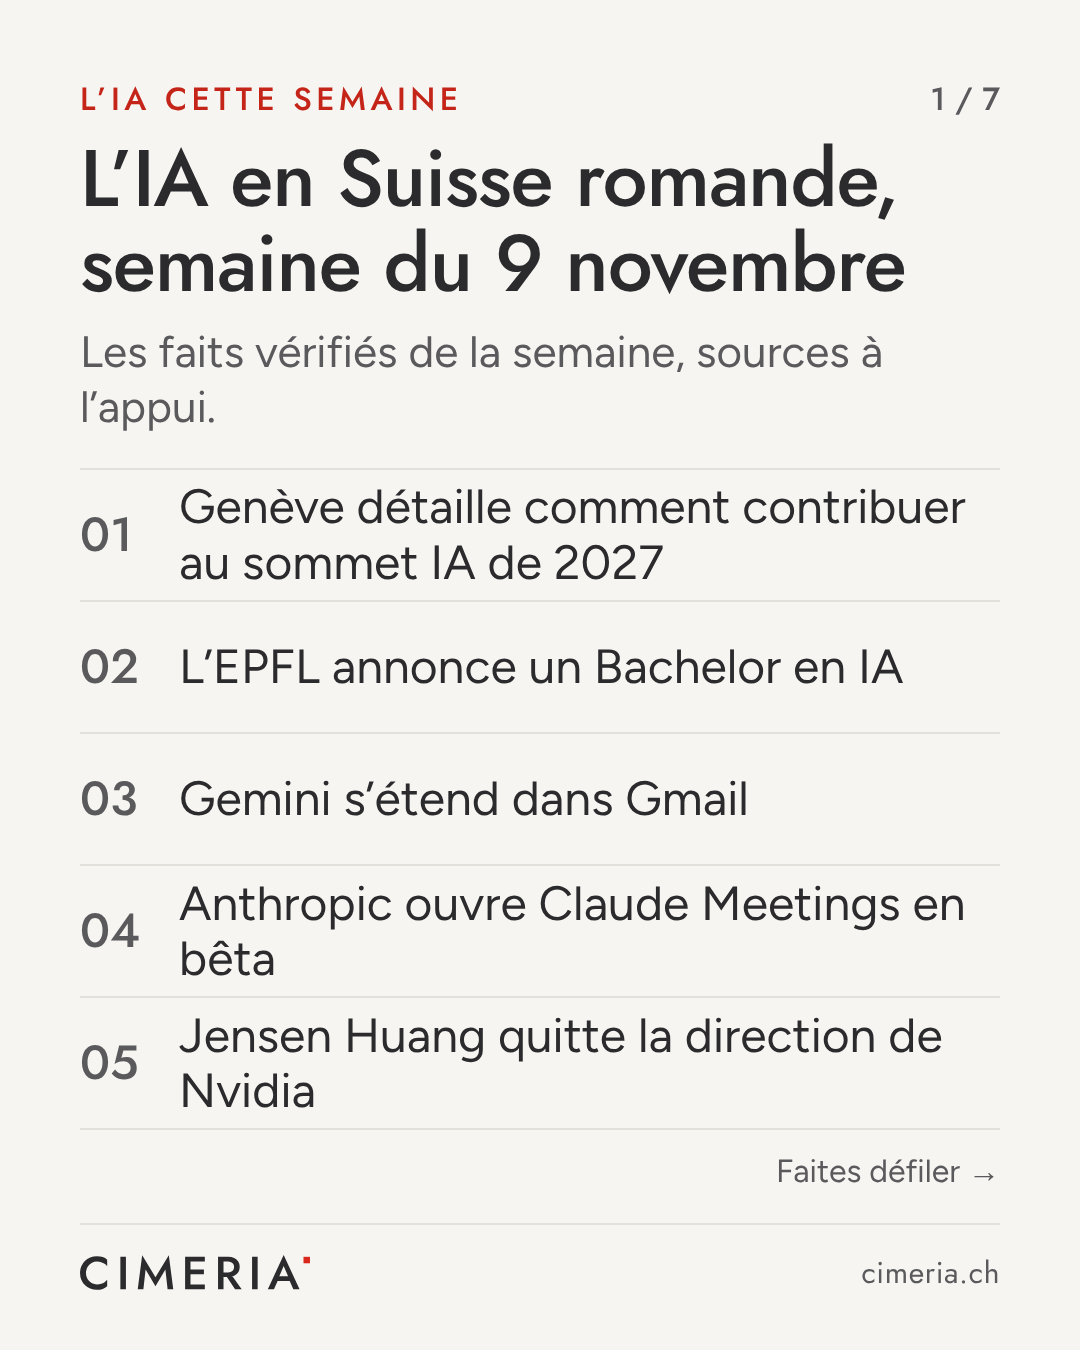 L’IA CETTE SEMAINE
1 / 7
L’IA en Suisse romande,
semaine du 9 novembre
Les faits vérifiés de la semaine, sources à
l’appui.
01
Genève détaille comment contribuer
au sommet IA de 2027
02
L’EPFL annonce un Bachelor en IA
03
Gemini s’étend dans Gmail
04
Anthropic ouvre Claude Meetings en
bêta
05
Jensen Huang quitte la direction de
Nvidia
Faites défiler →
CIMERIA
cimeria.ch